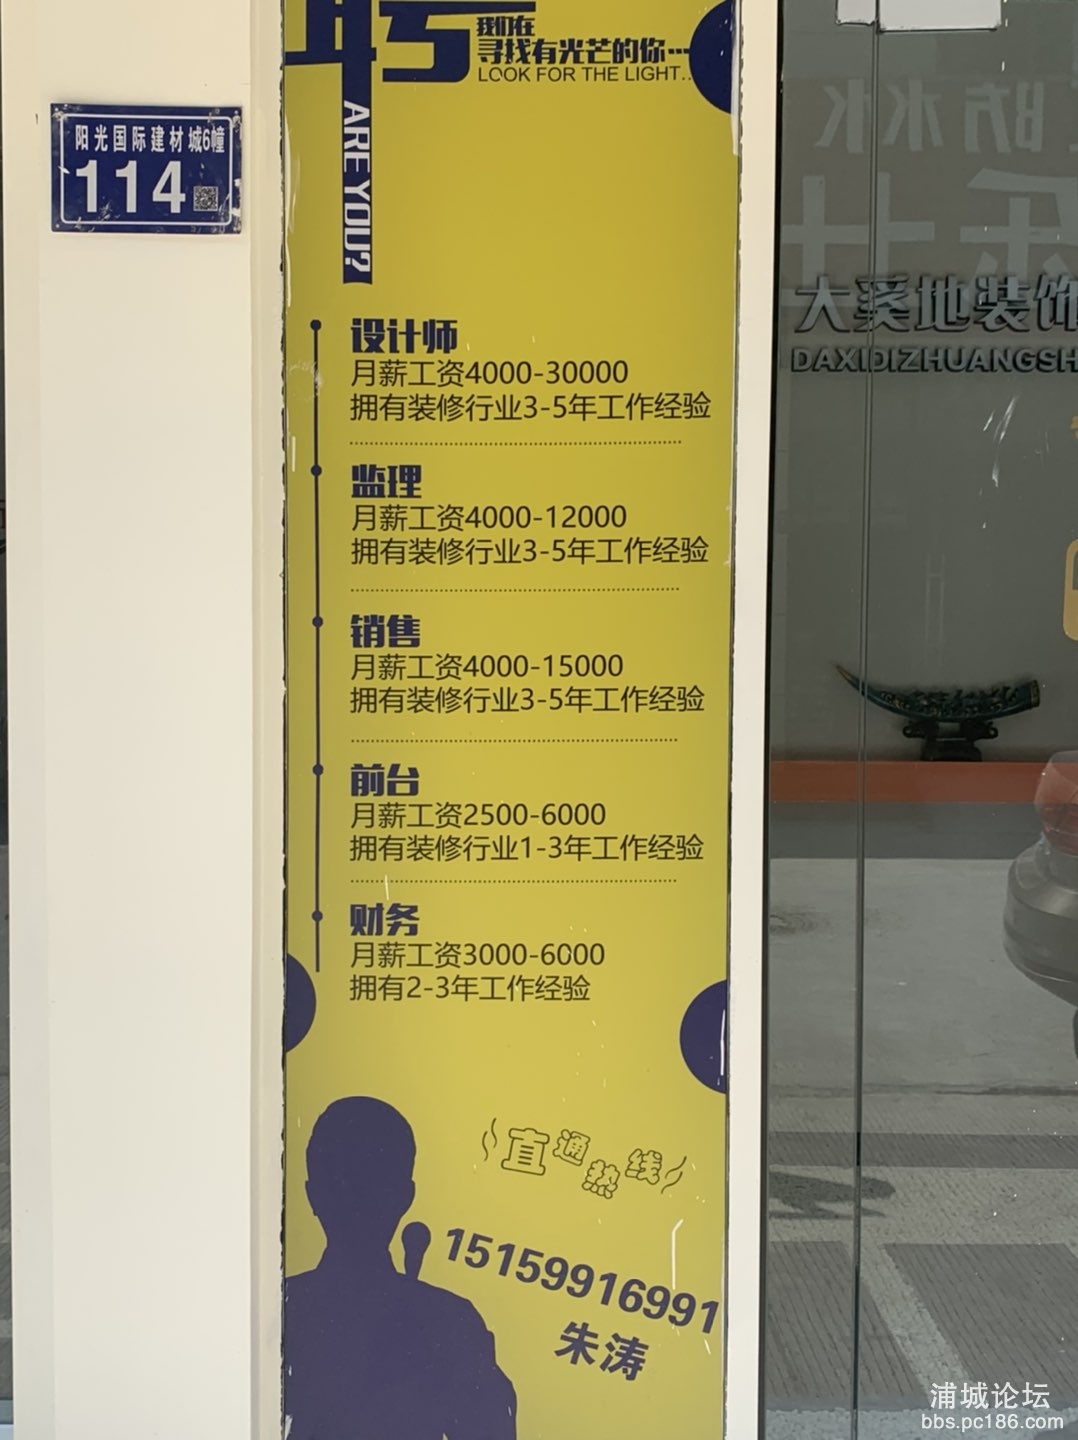 聘
我们在
寻找有光芒的你···
LOOK FOR THE LIGHT...
ARE YOU?
阳光国际建材城6幢
114
设计师
月薪工资4000-30000
拥有装修行业3-5年工作经验
监理
月薪工资4000-12000
拥有装修行业3-5年工作经验
销售
月薪工资4000-15000
拥有装修行业3-5年工作经验
前台
月薪工资2500-6000
拥有装修行业1-3年工作经验
财务
月薪工资3000-6000
拥有2-3年工作经验
直通热线
15159916991
朱涛
防水
大溪地装饰
DAXIDIZHUANGSH
浦城论坛
bbs.pc186.com